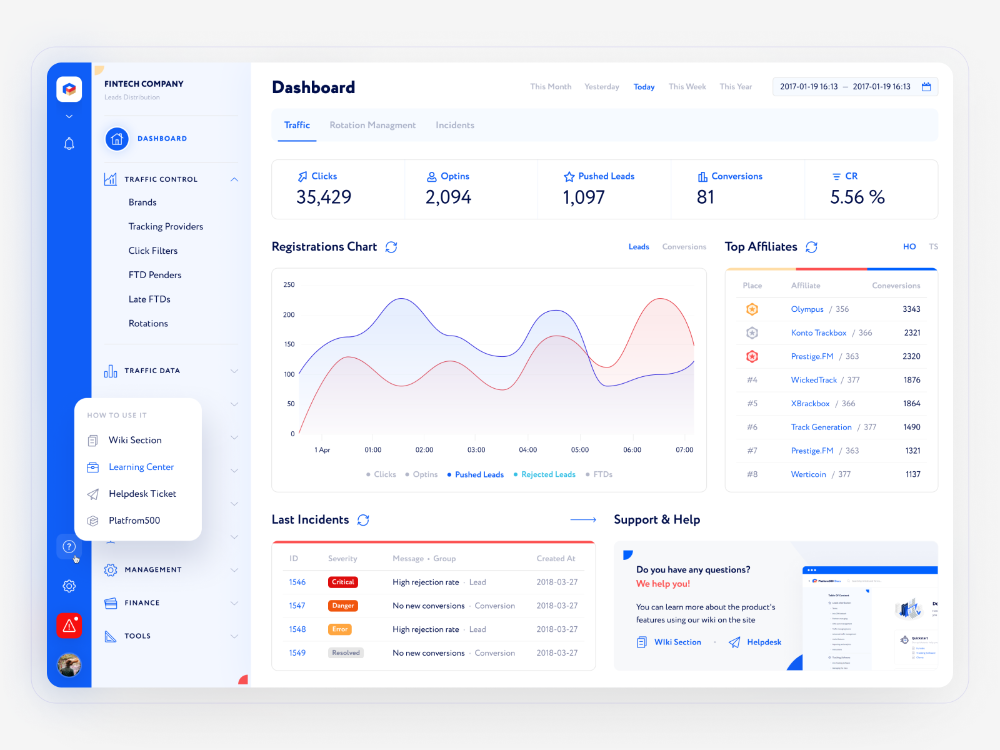 FINTECH COMPANY
Leads Distribution
DASHBOARD
TRAFFIC CONTROL
Brands
Tracking Providers
Click Filters
FTD Penders
Late FTDs
Rotations
TRAFFIC DATA
HOW TO USE IT
Wiki Section
Learning Center
Helpdesk Ticket
Platfrom500
MANAGEMENT
FINANCE
TOOLS
Dashboard
This Month Yesterday Today This Week This Year
2017-01-19 16:13 — 2017-01-19 16:13
Traffic Rotation Managment Incidents
Clicks
35,429
Optins
2,094
Pushed Leads
1,097
Conversions
81
CR
5.56 %
Registrations Chart
Leads Conversions
250
200
150
100
50
0
1 Apr 01:00 02:00 03:00 04:00 05:00 06:00 07:00
Clicks Optins Pushed Leads Rejected Leads FTDs
Top Affiliates
HO TS
Place Affiliate Coneversions
Olympus / 356 3343
Konto Trackbox / 366 2321
Prestige.FM / 363 2320
#4 WickedTrack / 377 1876
#5 XBrackbox / 366 1864
#6 Track Generation / 377 1490
#7 Prestige.FM / 363 1321
#8 Werticoin / 377 1137
Last Incidents
ID Severity Message • Group Created At
1546 Critical High rejection rate · Lead 2018-03-27
1547 Danger No new conversions · Conversion 2018-03-27
1548 Error High rejection rate · Lead 2018-03-27
1549 Resolved No new conversions · Conversion 2018-03-27
Support & Help
Do you have any questions?
We help you!
You can learn more about the product's
features using our wiki on the site
Wiki Section · Helpdesk